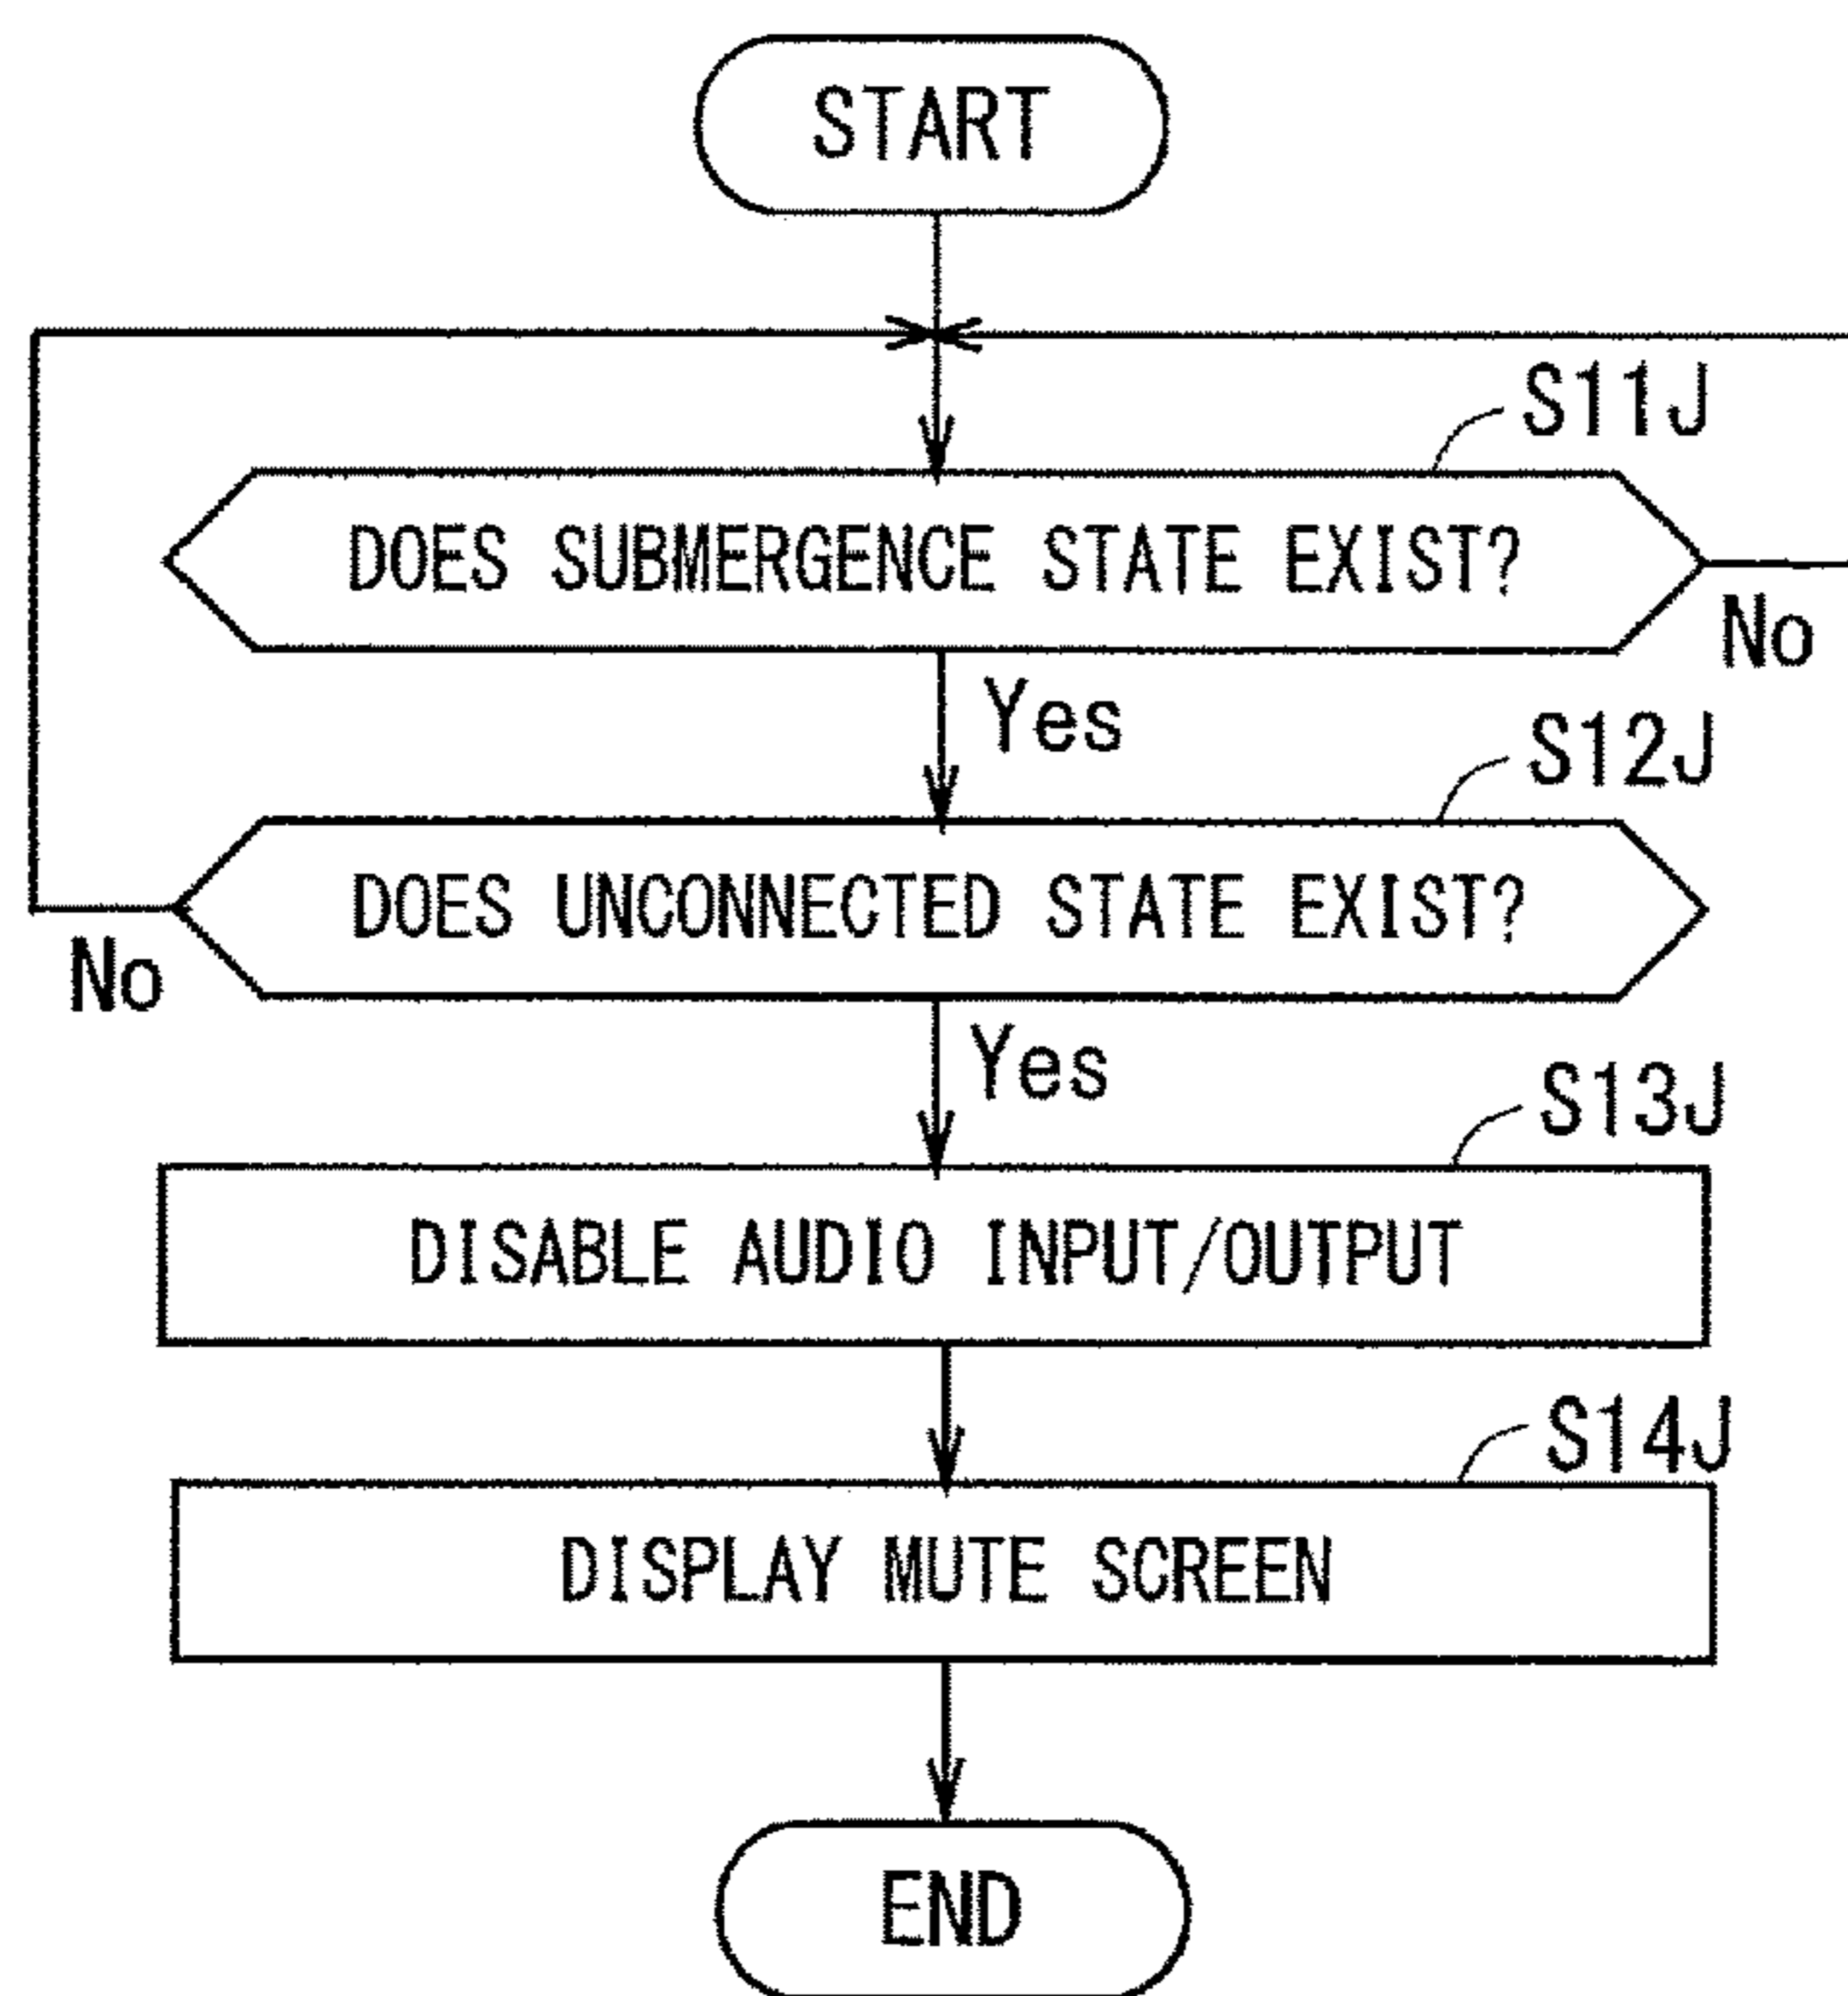 START
S11J
DOES SUBMERGENCE STATE EXIST?
No
Yes
S12J
DOES UNCONNECTED STATE EXIST?
No
Yes
S13J
DISABLE AUDIO INPUT/OUTPUT
S14J
DISPLAY MUTE SCREEN
END